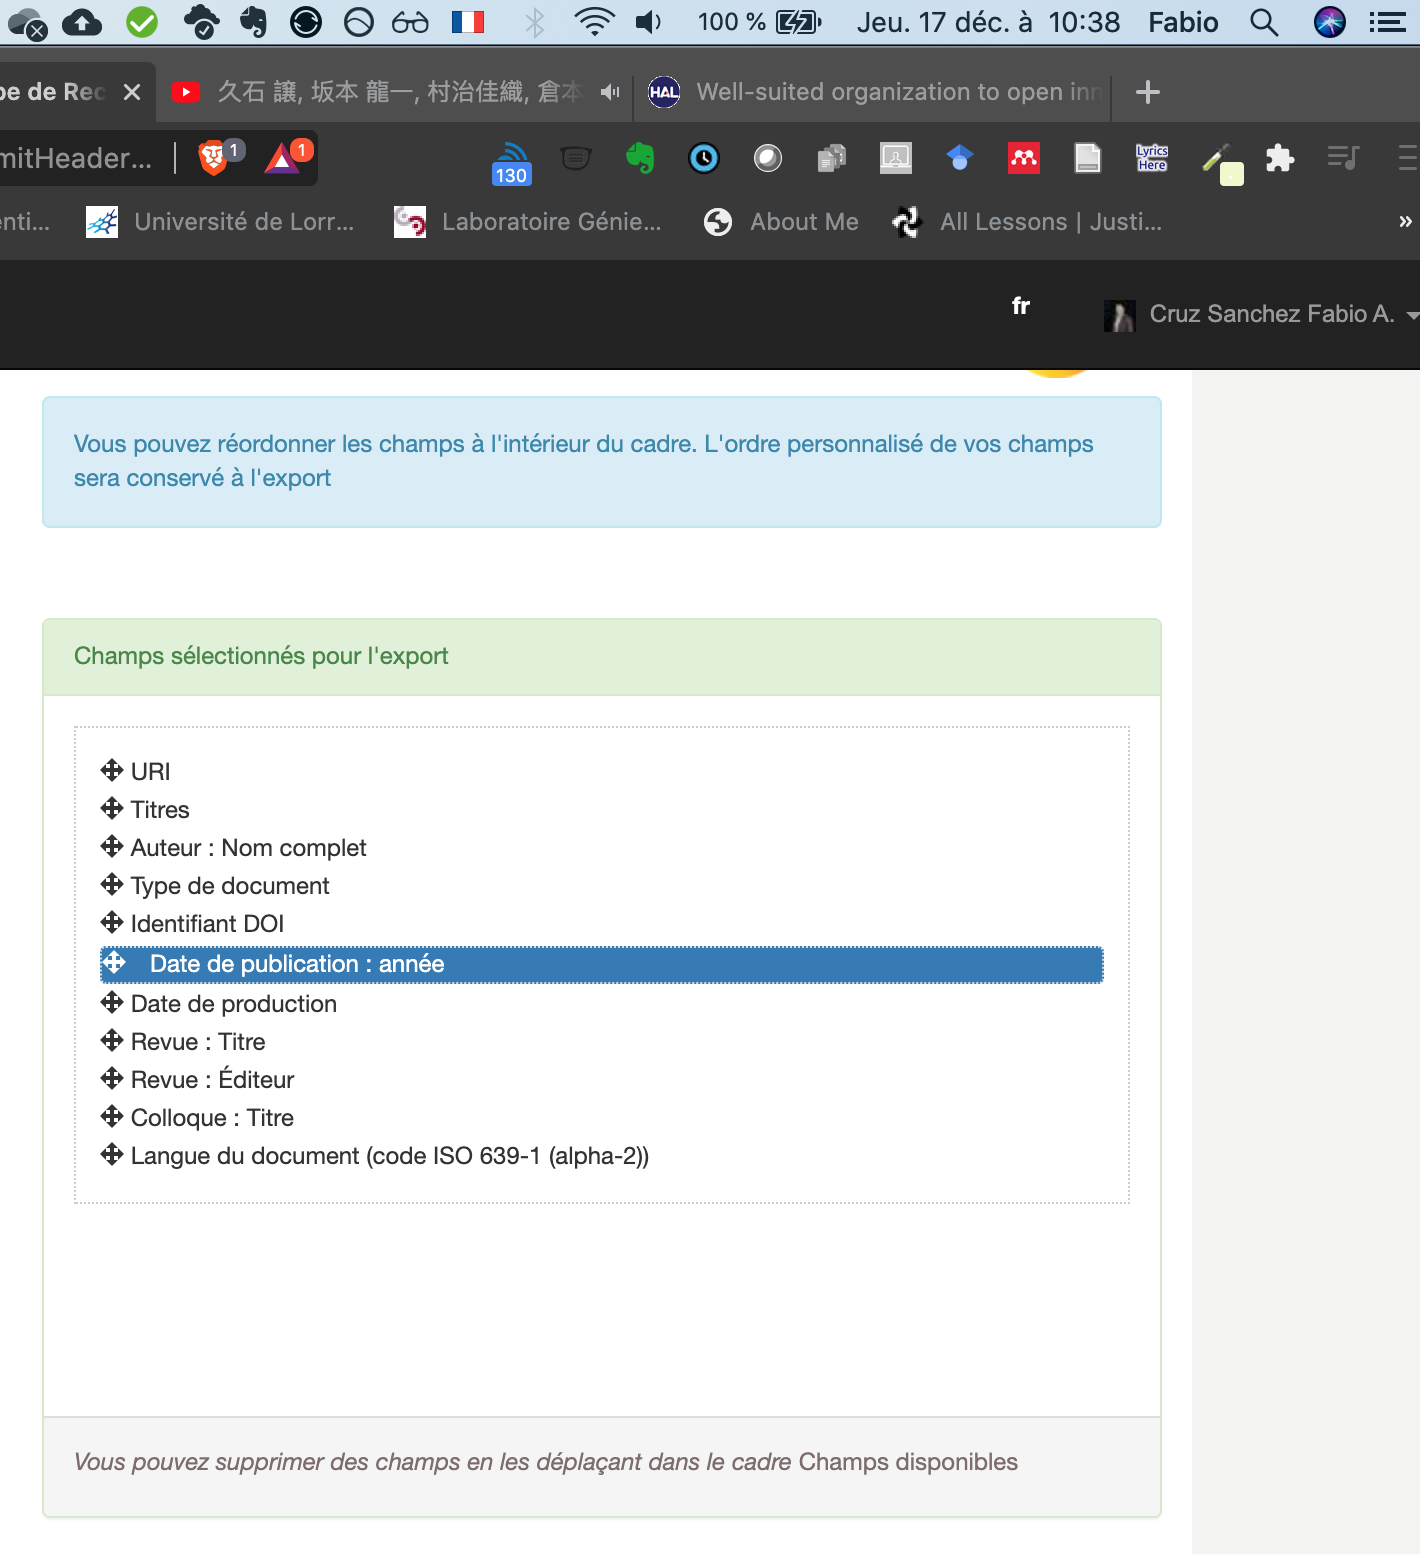 100 %
Jeu. 17 déc. à 10:38
Fabio
pe de Rec
久石 譲, 坂本 龍一, 村治佳織, 倉本
HAL
Well-suited organization to open inn
mitHeader...
1
1
130
Lyrics
Here
enti...
Université de Lorr...
Laboratoire Génie...
About Me
All Lessons | Justi...
»
fr
Cruz Sanchez Fabio A.
Vous pouvez réordonner les champs à l'intérieur du cadre. L'ordre personnalisé de vos champs
sera conservé à l'export
Champs sélectionnés pour l'export
URI
Titres
Auteur : Nom complet
Type de document
Identifiant DOI
Date de publication : année
Date de production
Revue : Titre
Revue : Éditeur
Colloque : Titre
Langue du document (code ISO 639-1 (alpha-2))
Vous pouvez supprimer des champs en les déplaçant dans le cadre Champs disponibles